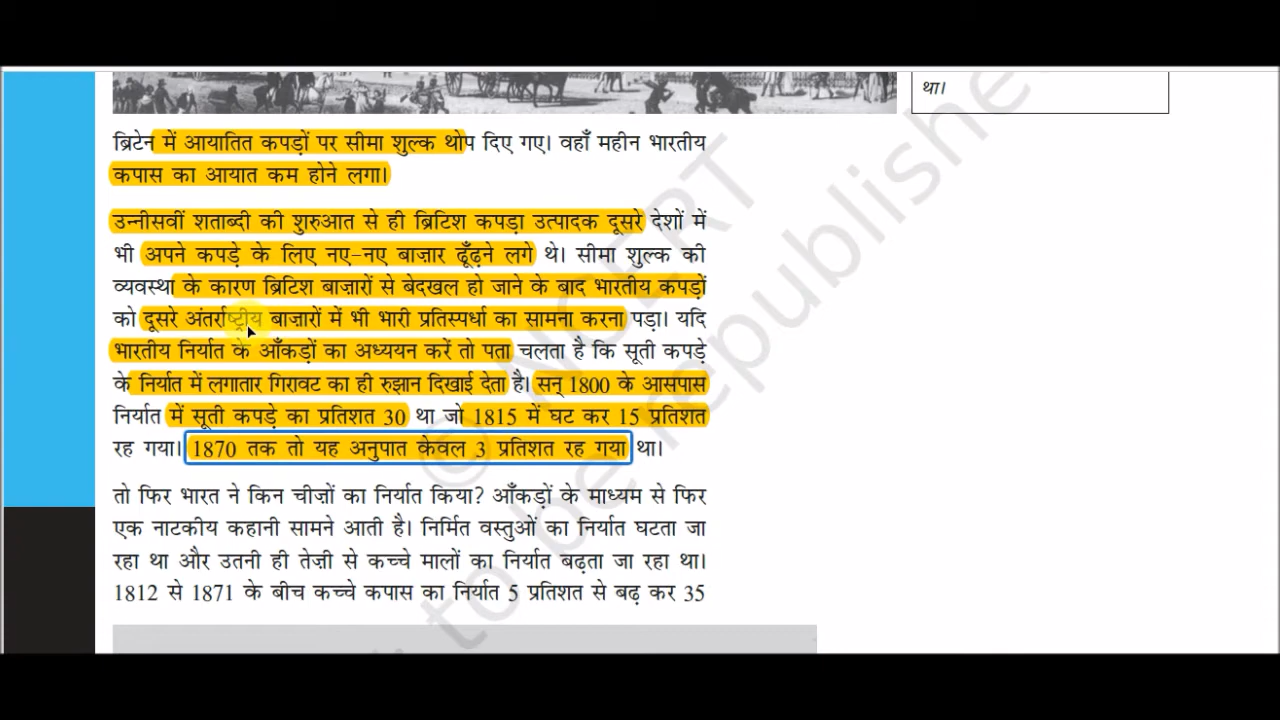 था।
ब्रिटेन में आयातित कपड़ों पर सीमा शुल्क थोप दिए गए। वहाँ महीन भारतीय
कपास का आयात कम होने लगा।
उन्नीसवीं शताब्दी की शुरुआत से ही ब्रिटिश कपड़ा उत्पादक दूसरे देशों में
भी अपने कपड़े के लिए नए-नए बाज़ार ढूँढ़ने लगे थे। सीमा शुल्क की
व्यवस्था के कारण ब्रिटिश बाज़ारों से बेदखल हो जाने के बाद भारतीय कपड़ों
को दूसरे अंतर्राष्ट्रीय बाजारों में भी भारी प्रतिस्पर्धा का सामना करना पड़ा। यदि
भारतीय निर्यात के आँकड़ों का अध्ययन करें तो पता चलता है कि सूती कपड़े
के निर्यात में लगातार गिरावट का ही रुझान दिखाई देता है। सन् 1800 के आसपास
निर्यात में सूती कपड़े का प्रतिशत 30 था जो 1815 में घट कर 15 प्रतिशत
रह गया। 1870 तक तो यह अनुपात केवल 3 प्रतिशत रह गया था।
तो फिर भारत ने किन चीज़ों का निर्यात किया? आँकड़ों के माध्यम से फिर
एक नाटकीय कहानी सामने आती है। निर्मित वस्तुओं का निर्यात घटता जा
रहा था और उतनी ही तेज़ी से कच्चे मालों का निर्यात बढ़ता जा रहा था।
1812 से 1871 के बीच कच्चे कपास का निर्यात 5 प्रतिशत से बढ़ कर 35
© NCERT
to be republishe